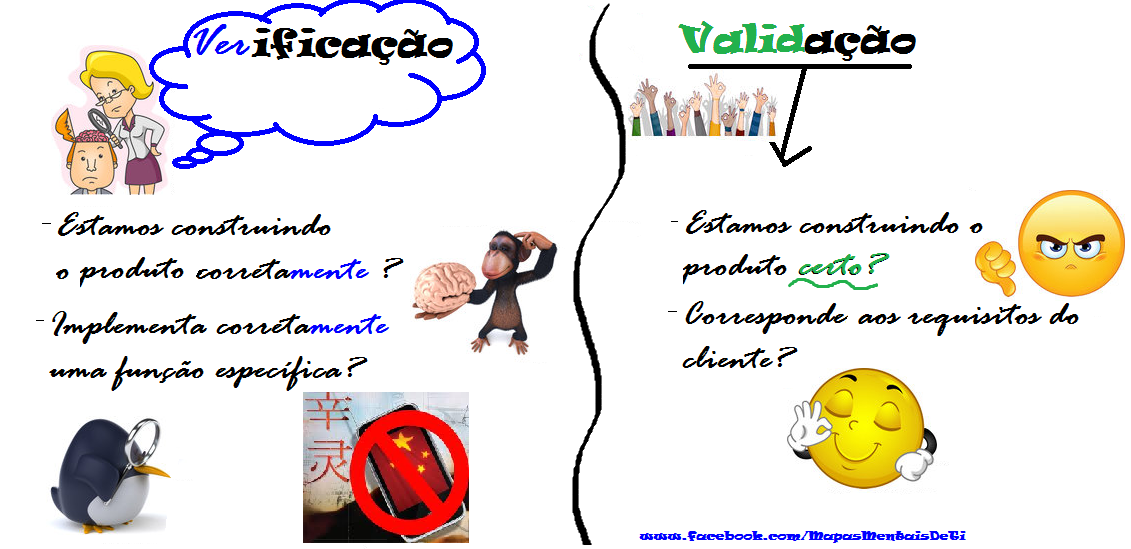 Verificação
- Estamos construindo
o produto corretamente ?
- Implementa corretamente
uma função específica?
辛
灵
Validação
- Estamos construindo o
produto certo?
- Corresponde aos requisitos do
cliente?
www.facebook.com/MapasMentaisDeTi